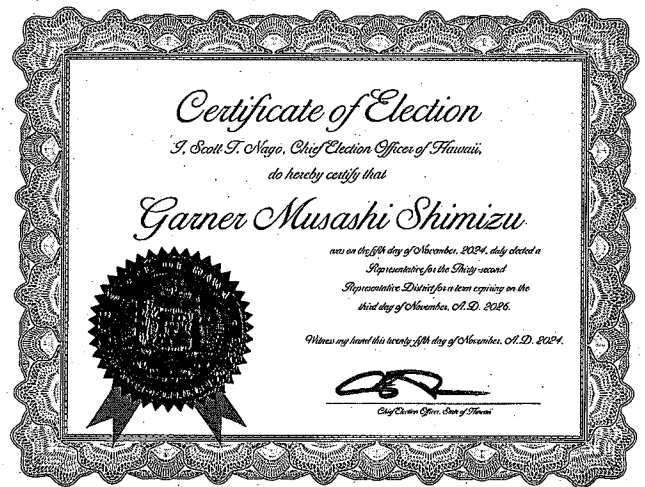 Certificate of Election
I, Scott T. Nago, Chief Election Officer of Hawaii,
do hereby certify that
Garner Musashi Shimizu
was on the fifth day of November, 2024, duly elected a
Representative for the Thirty-second
Representative District for a term expiring on the
third day of November, A.D. 2026.
Witness my hand this twenty-fifth day of November, A.D. 2024.
Chief Election Officer, State of Hawaii